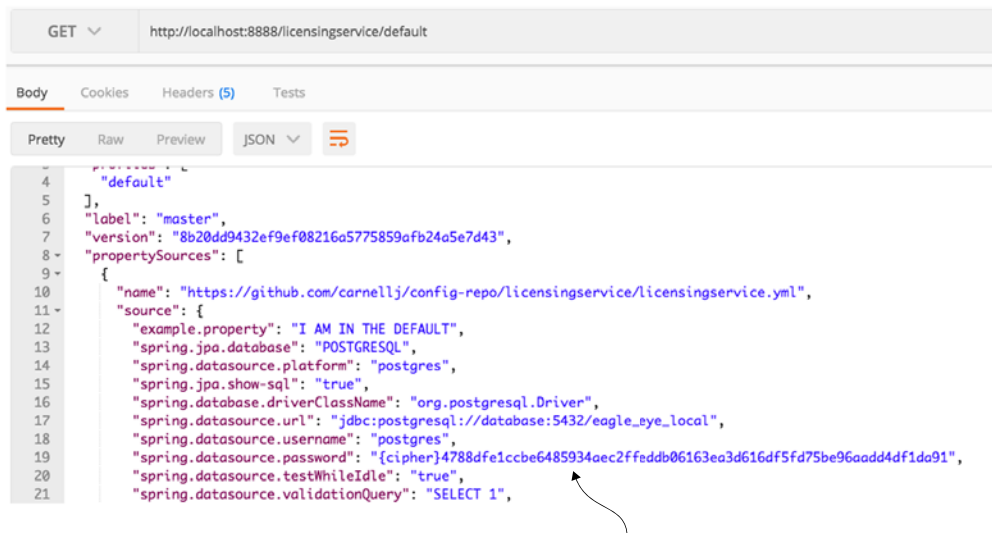 GET http://localhost:8888/licensingservice/default
Body Cookies Headers (5) Tests
Pretty Raw Preview JSON
4 "default"
5 ],
6 "label": "master",
7 "version": "8b20dd9432ef9ef08216a5775859afb24a5e7d43",
8 "propertySources": [
9 {
10 "name": "https://github.com/carnellj/config-repo/licensingservice/licensingservice.yml",
11 "source": {
12 "example.property": "I AM IN THE DEFAULT",
13 "spring.jpa.database": "POSTGRESQL",
14 "spring.datasource.platform": "postgres",
15 "spring.jpa.show-sql": "true",
16 "spring.database.driverClassName": "org.postgresql.Driver",
17 "spring.datasource.url": "jdbc:postgresql://database:5432/eagle_eye_local",
18 "spring.datasource.username": "postgres",
19 "spring.datasource.password": "{cipher}4788dfe1ccbe6485934aec2ffeddb06163ea3d616df5fd75be96aadd4df1da91",
20 "spring.datasource.testWhileIdle": "true",
21 "spring.datasource.validationQuery": "SELECT 1",